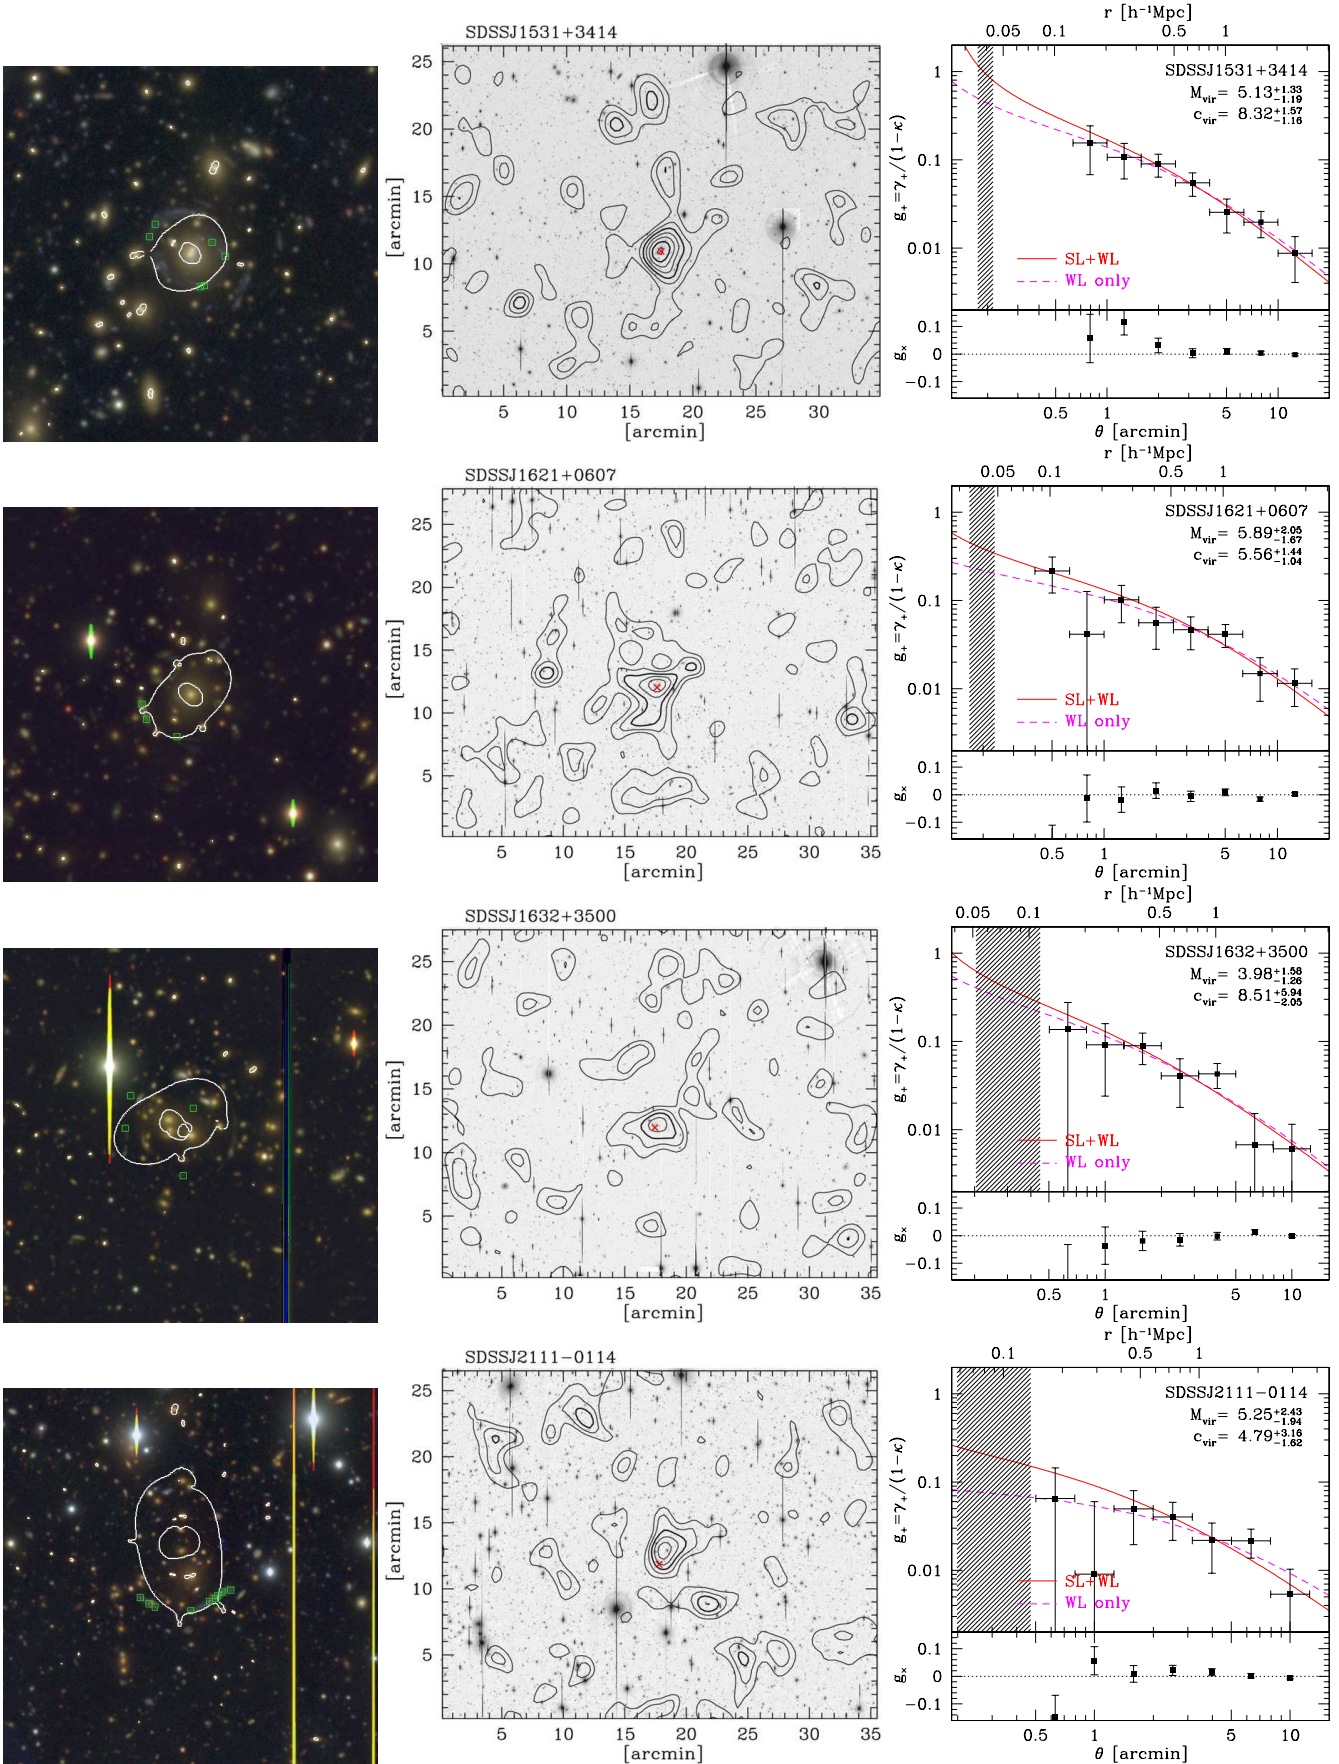 SDSSJ1531+3414
25
20
15
10
5
[arcmin]
5 10 15 20 25 30
[arcmin]
r [h⁻¹Mpc]
0.05 0.1 0.5 1
1
0.1
0.01
g₊=γ₊/(1−κ)
SDSSJ1531+3414
M_vir= 5.13 +1.33 −1.19
c_vir= 8.32 +1.57 −1.16
SL+WL
WL only
0.1
0
−0.1
g×
0.5 1 5 10
θ [arcmin]
SDSSJ1621+0607
25
20
15
10
5
[arcmin]
5 10 15 20 25 30 35
[arcmin]
r [h⁻¹Mpc]
0.05 0.1 0.5 1
1
0.1
0.01
g₊=γ₊/(1−κ)
SDSSJ1621+0607
M_vir= 5.89 +2.05 −1.67
c_vir= 5.56 +1.44 −1.04
SL+WL
WL only
0.1
0
−0.1
g×
0.5 1 5 10
θ [arcmin]
SDSSJ1632+3500
25
20
15
10
5
[arcmin]
5 10 15 20 25 30 35
[arcmin]
r [h⁻¹Mpc]
0.05 0.1 0.5 1
1
0.1
0.01
g₊=γ₊/(1−κ)
SDSSJ1632+3500
M_vir= 3.98 +1.58 −1.26
c_vir= 8.51 +5.94 −2.05
SL+WL
WL only
0.1
0
−0.1
g×
0.5 1 5 10
θ [arcmin]
SDSSJ2111−0114
25
20
15
10
5
[arcmin]
5 10 15 20 25 30 35
[arcmin]
r [h⁻¹Mpc]
0.1 0.5 1
1
0.1
0.01
g₊=γ₊/(1−κ)
SDSSJ2111−0114
M_vir= 5.25 +2.43 −1.94
c_vir= 4.79 +3.16 −1.62
SL+WL
WL only
0.1
0
−0.1
g×
0.5 1 5 10
θ [arcmin]